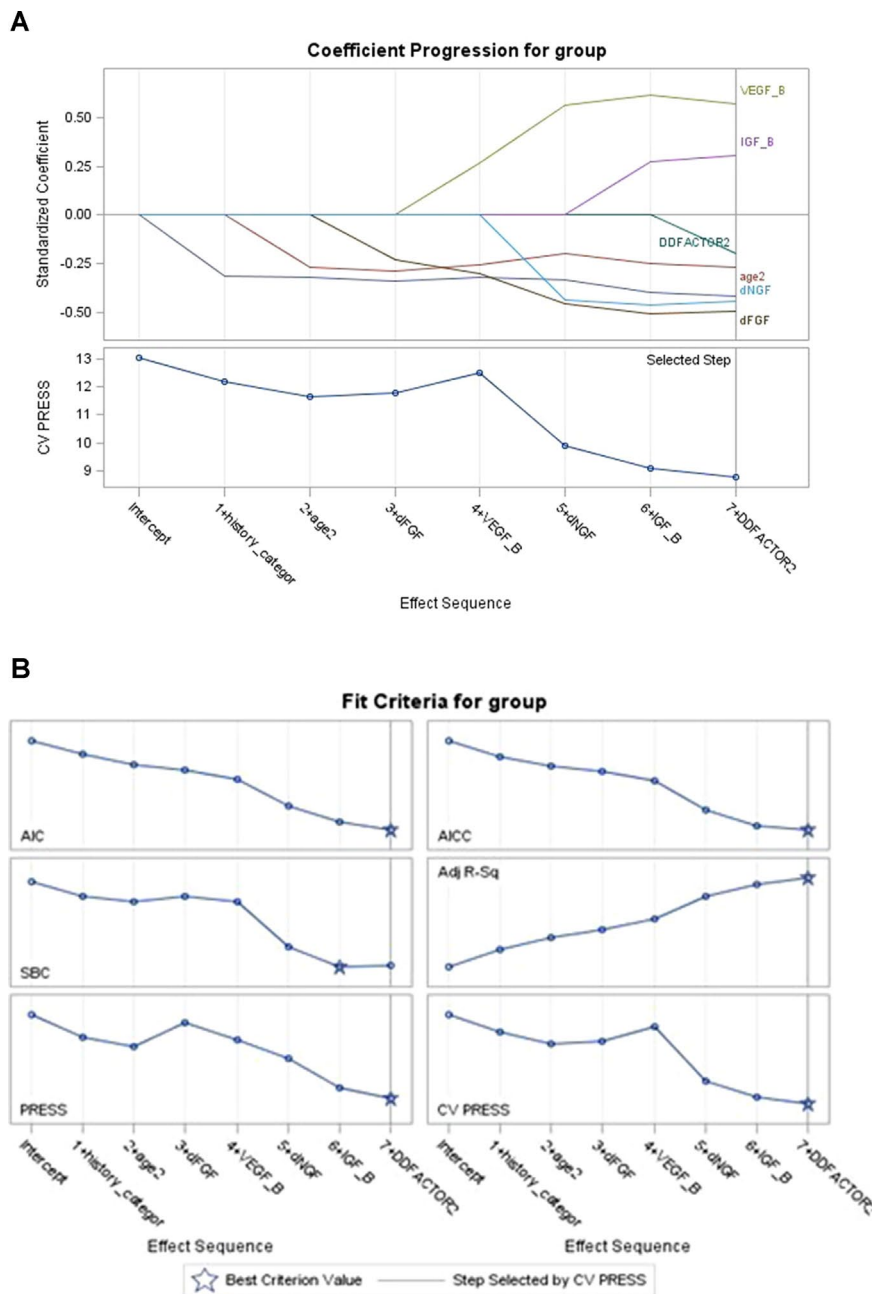 A
Coefficient Progression for group
Standardized Coefficient
0.50
0.25
0.00
-0.25
-0.50
VEGF_B
IGF_B
DDFACTOR2
age2
dNGF
dFGF
CV PRESS
13
12
11
10
9
Selected Step
Intercept
1+history_categor
2+age2
3+dFGF
4+VEGF_B
5+dNGF
6+IGF_B
7+DDFACTOR2
Effect Sequence
B
Fit Criteria for group
AIC
AICC
SBC
Adj R-Sq
PRESS
CV PRESS
Intercept
1+history_categor
2+age2
3+dFGF
4+VEGF_B
5+dNGF
6+IGF_B
7+DDFACTOR2
Intercept
1+history_categor
2+age2
3+dFGF
4+VEGF_B
5+dNGF
6+IGF_B
7+DDFACTOR2
Effect Sequence
Effect Sequence
Best Criterion Value
Step Selected by CV PRESS